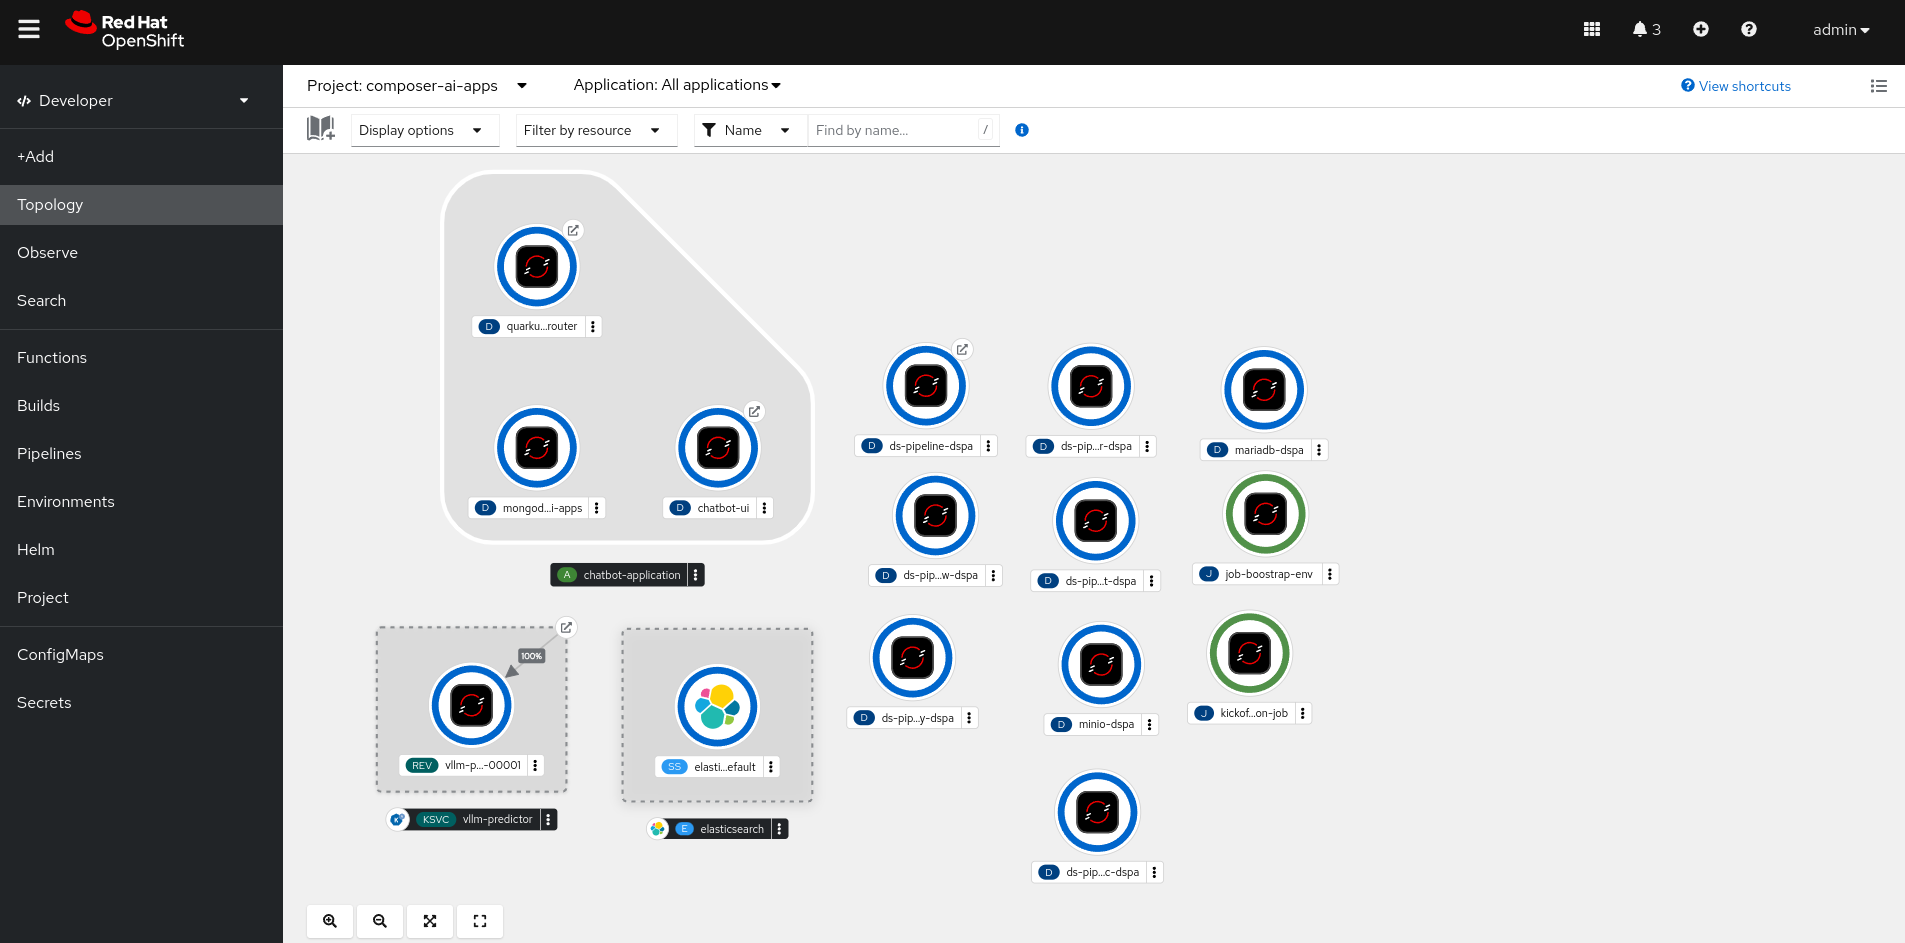 Red Hat
OpenShift
3
admin
Developer
+Add
Topology
Observe
Search
Functions
Builds
Pipelines
Environments
Helm
Project
ConfigMaps
Secrets
Project: composer-ai-apps
Application: All applications
View shortcuts
Display options
Filter by resource
Name
Find by name...
/
D quarku...router
D mongod...i-apps
D chatbot-ui
A chatbot-application
D ds-pipeline-dspa
D ds-pip...r-dspa
D mariadb-dspa
D ds-pip...w-dspa
D ds-pip...t-dspa
J job-boostrap-env
D ds-pip...y-dspa
D minio-dspa
J kickof...on-job
D ds-pip...c-dspa
100%
REV vllm-p...-00001
KSVC vllm-predictor
SS elasti...efault
E elasticsearch